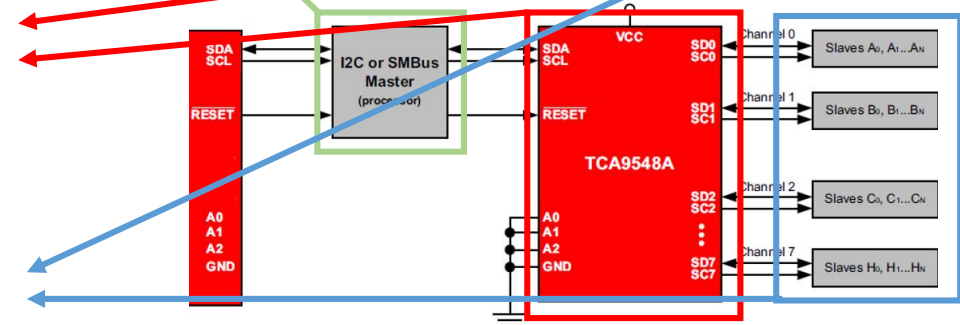 SDA
SCL
RESET
A0
A1
A2
GND
I2C or SMBus
Master
(processor)
VCC
SDA
SCL
RESET
TCA9548A
A0
A1
A2
GND
SD0
SC0
SD1
SC1
SD2
SC2
SD7
SC7
Channel 0
Channel 1
Channel 2
Channel 7
Slaves A0, A1...AN
Slaves B0, B1...BN
Slaves C0, C1...CN
Slaves H0, H1...HN